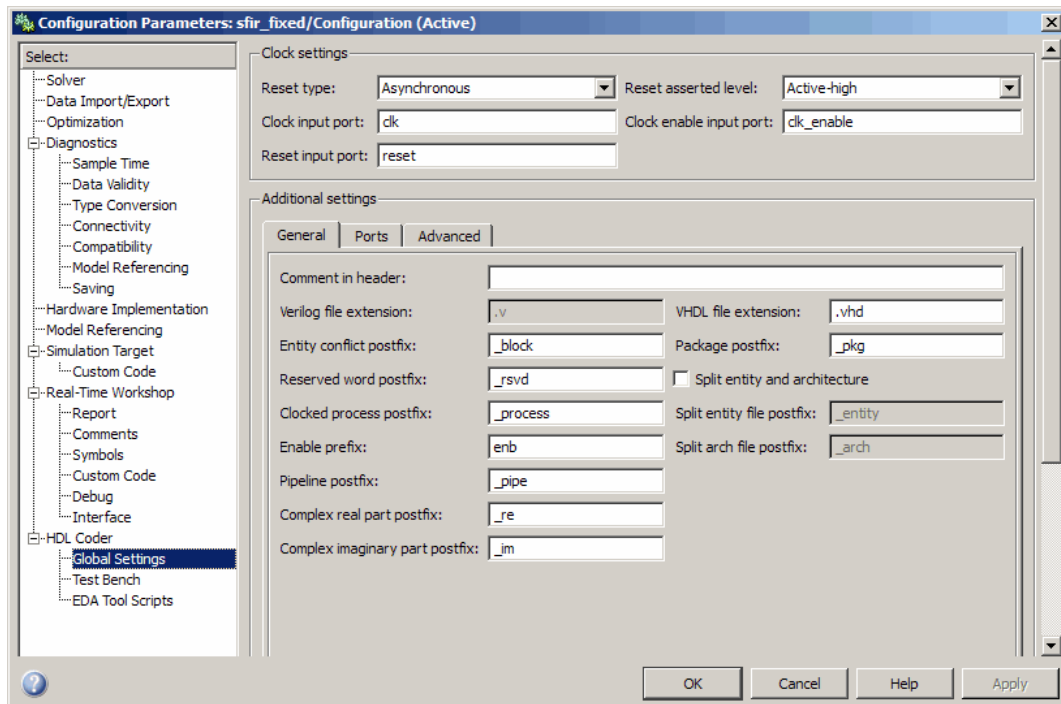 Configuration Parameters: sfir_fixed/Configuration (Active)
Select:
Solver
Data Import/Export
Optimization
Diagnostics
Sample Time
Data Validity
Type Conversion
Connectivity
Compatibility
Model Referencing
Saving
Hardware Implementation
Model Referencing
Simulation Target
Custom Code
Real-Time Workshop
Report
Comments
Symbols
Custom Code
Debug
Interface
HDL Coder
Global Settings
Test Bench
EDA Tool Scripts
Clock settings
Reset type: Asynchronous Reset asserted level: Active-high
Clock input port: clk Clock enable input port: clk_enable
Reset input port: reset
Additional settings
General Ports Advanced
Comment in header:
Verilog file extension: .v VHDL file extension: .vhd
Entity conflict postfix: _block Package postfix: _pkg
Reserved word postfix: _rsvd Split entity and architecture
Clocked process postfix: _process Split entity file postfix: _entity
Enable prefix: enb Split arch file postfix: _arch
Pipeline postfix: _pipe
Complex real part postfix: _re
Complex imaginary part postfix: _im
? OK Cancel Help Apply